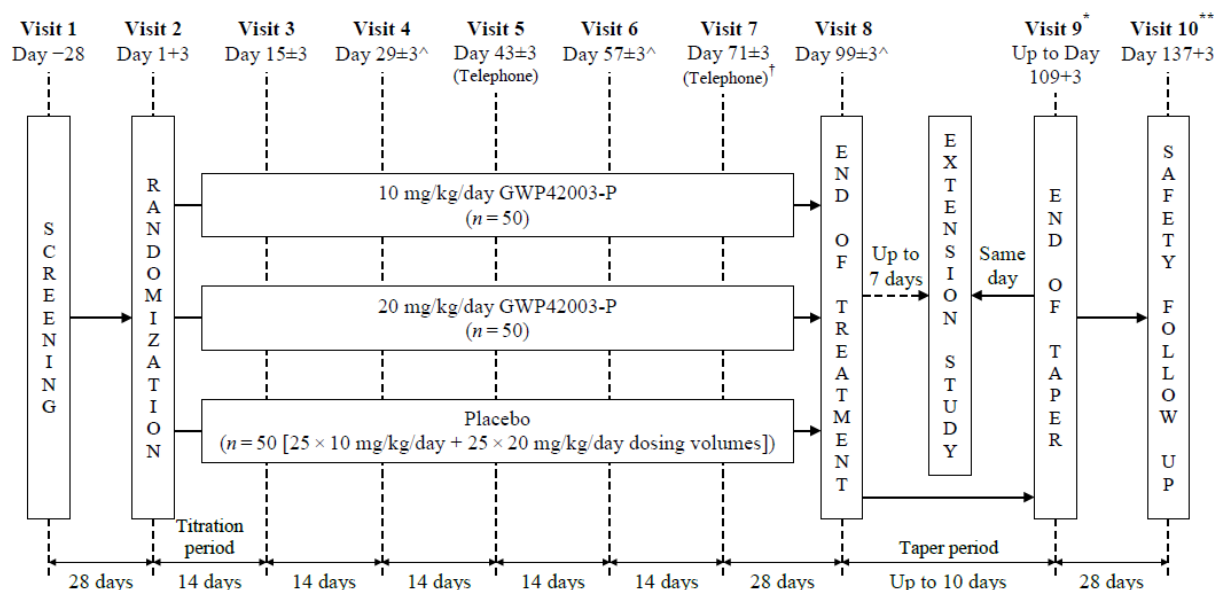 Visit 1
Day −28
Visit 2
Day 1+3
Visit 3
Day 15±3
Visit 4
Day 29±3^
Visit 5
Day 43±3
(Telephone)
Visit 6
Day 57±3^
Visit 7
Day 71±3
(Telephone)†
Visit 8
Day 99±3^
Visit 9*
Up to Day
109+3
Visit 10**
Day 137+3
SCREENING
RANDOMIZATION
10 mg/kg/day GWP42003-P
(n = 50)
20 mg/kg/day GWP42003-P
(n = 50)
Placebo
(n = 50 [25 × 10 mg/kg/day + 25 × 20 mg/kg/day dosing volumes])
END OF TREATMENT
Up to
7 days
EXTENSION STUDY
Same
day
END OF TAPER
SAFETY FOLLOW UP
Titration
period
Taper period
28 days
14 days
14 days
14 days
14 days
14 days
28 days
Up to 10 days
28 days